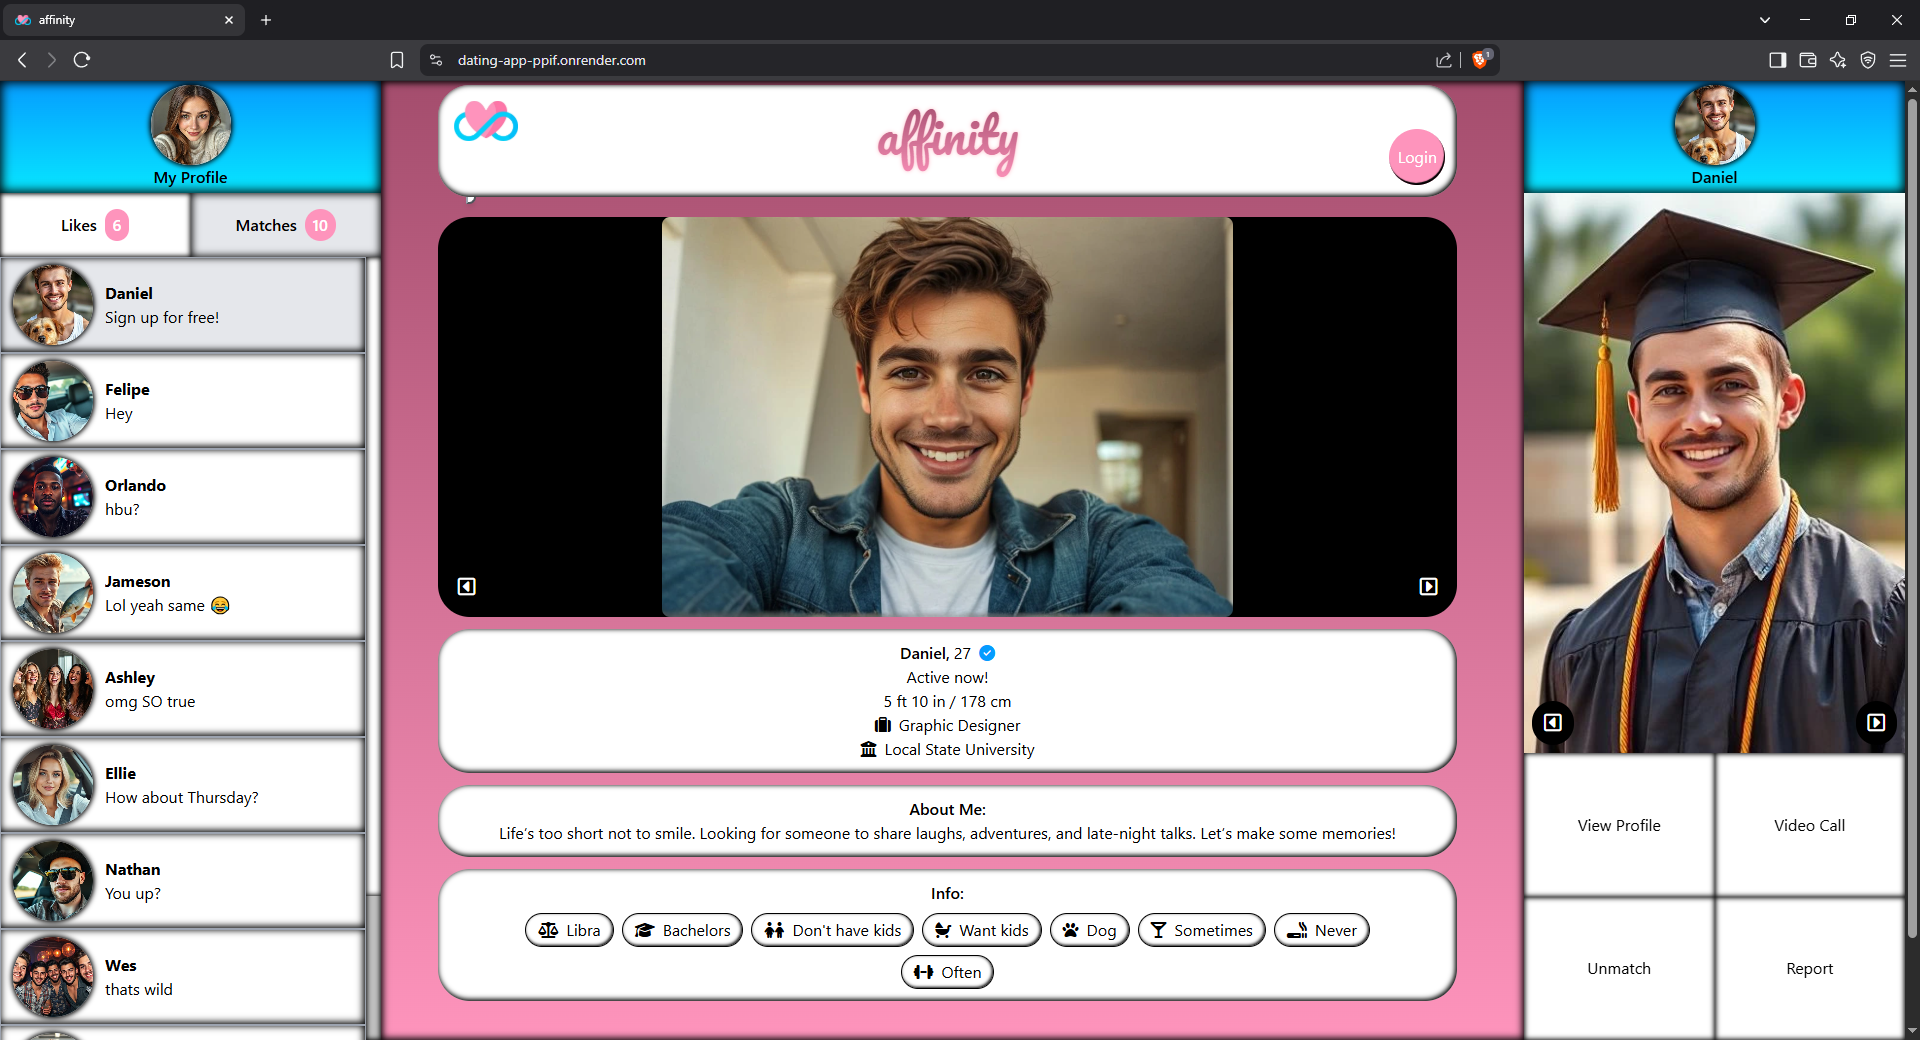 affinity
dating-app-ppif.onrender.com
1
My Profile
Likes 6
Matches 10
Daniel
Sign up for free!
Felipe
Hey
Orlando
hbu?
Jameson
Lol yeah same 😂
Ashley
omg SO true
Ellie
How about Thursday?
Nathan
You up?
Wes
thats wild
affinity
Login
Daniel, 27
Active now!
5 ft 10 in / 178 cm
Graphic Designer
Local State University
About Me:
Life's too short not to smile. Looking for someone to share laughs, adventures, and late-night talks. Let's make some memories!
Info:
Libra
Bachelors
Don't have kids
Want kids
Dog
Sometimes
Never
Often
Daniel
View Profile
Video Call
Unmatch
Report